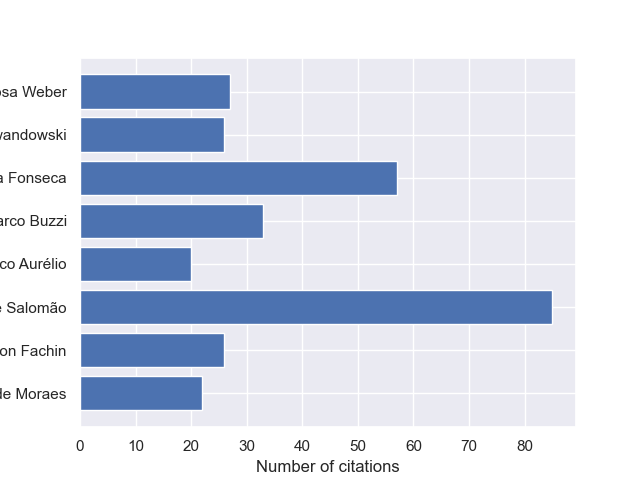 osa Weber
wandowski
a Fonseca
arco Buzzi
co Aurélio
e Salomão
on Fachin
de Moraes
0 10 20 30 40 50 60 70 80
Number of citations